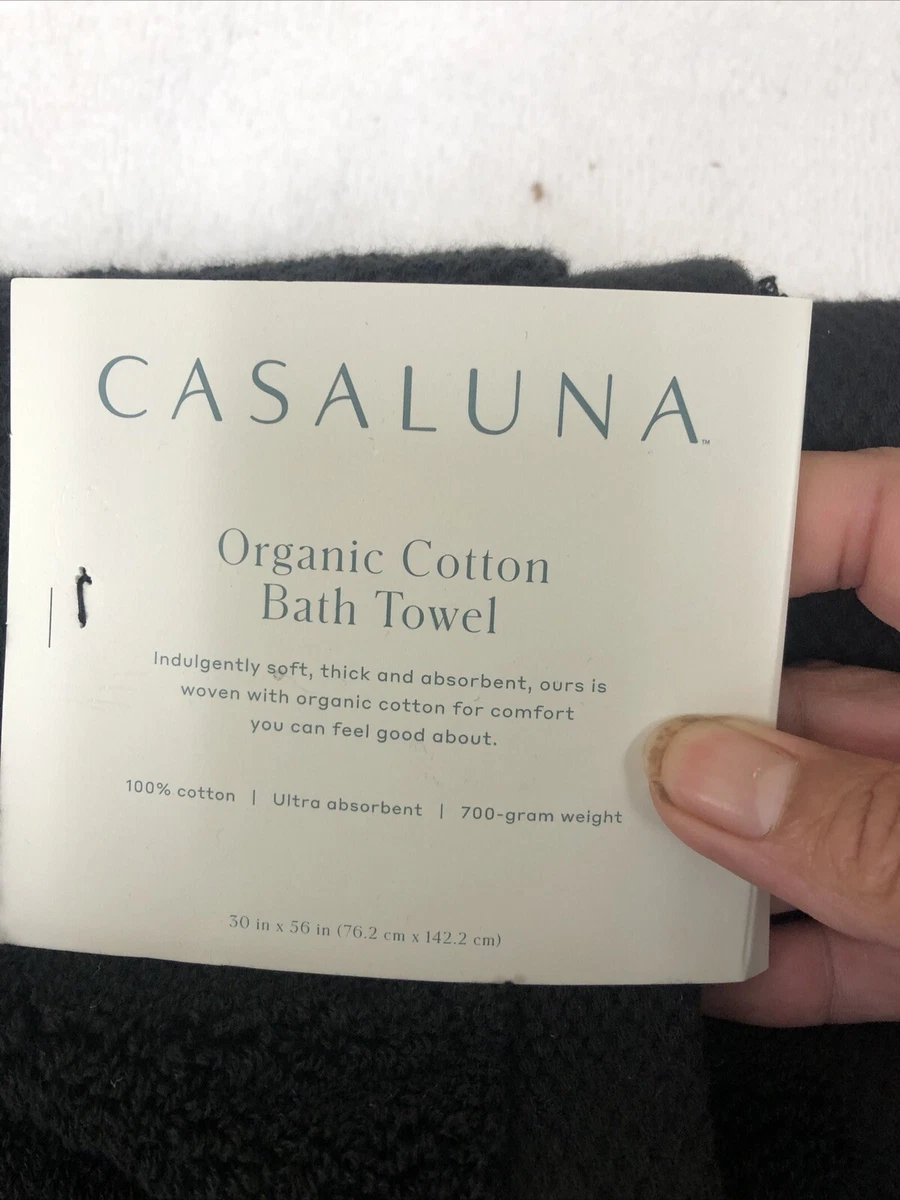 CASALUNA™
Organic Cotton
Bath Towel
Indulgently soft, thick and absorbent, ours is
woven with organic cotton for comfort
you can feel good about.
100% cotton | Ultra absorbent | 700-gram weight
30 in x 56 in (76.2 cm x 142.2 cm)